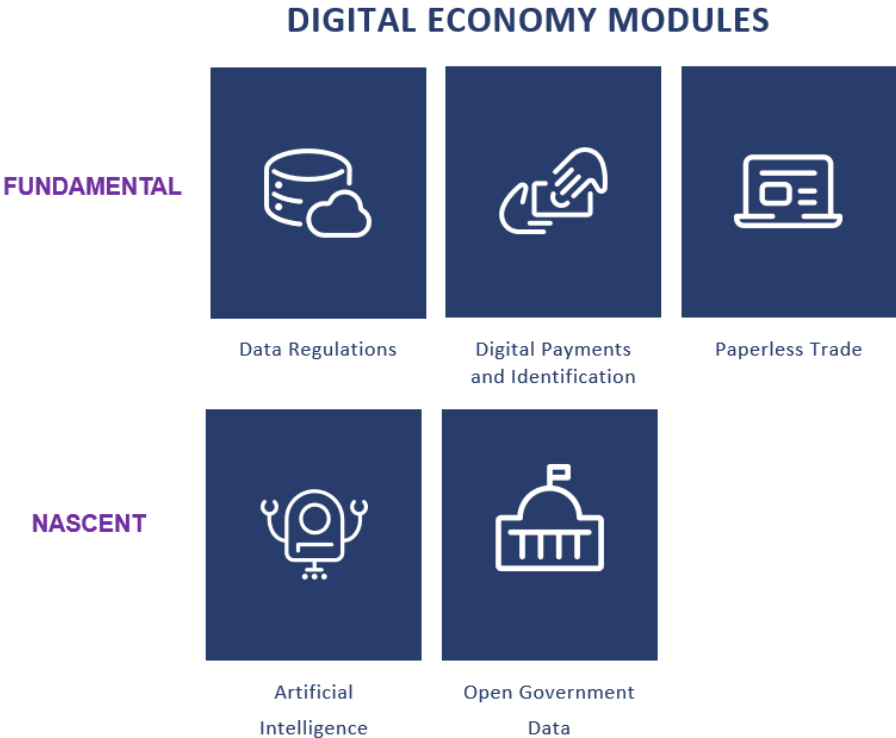 DIGITAL ECONOMY MODULES
FUNDAMENTAL
Data Regulations
Digital Payments
and Identification
Paperless Trade
NASCENT
Artificial
Intelligence
Open Government
Data